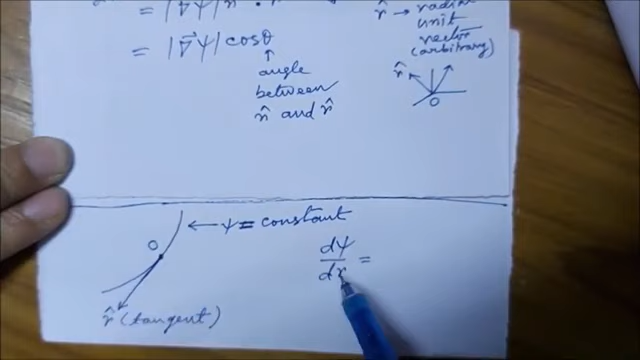 = |∇⃗ψ| n̂ ·
= |∇⃗ψ| cosθ
↑
angle
between
n̂ and r̂
r̂ → radial
unit
vector
(arbitrary)
r̂
O
← ψ = constant
O
r̂ (tangent)
dψ/dr =